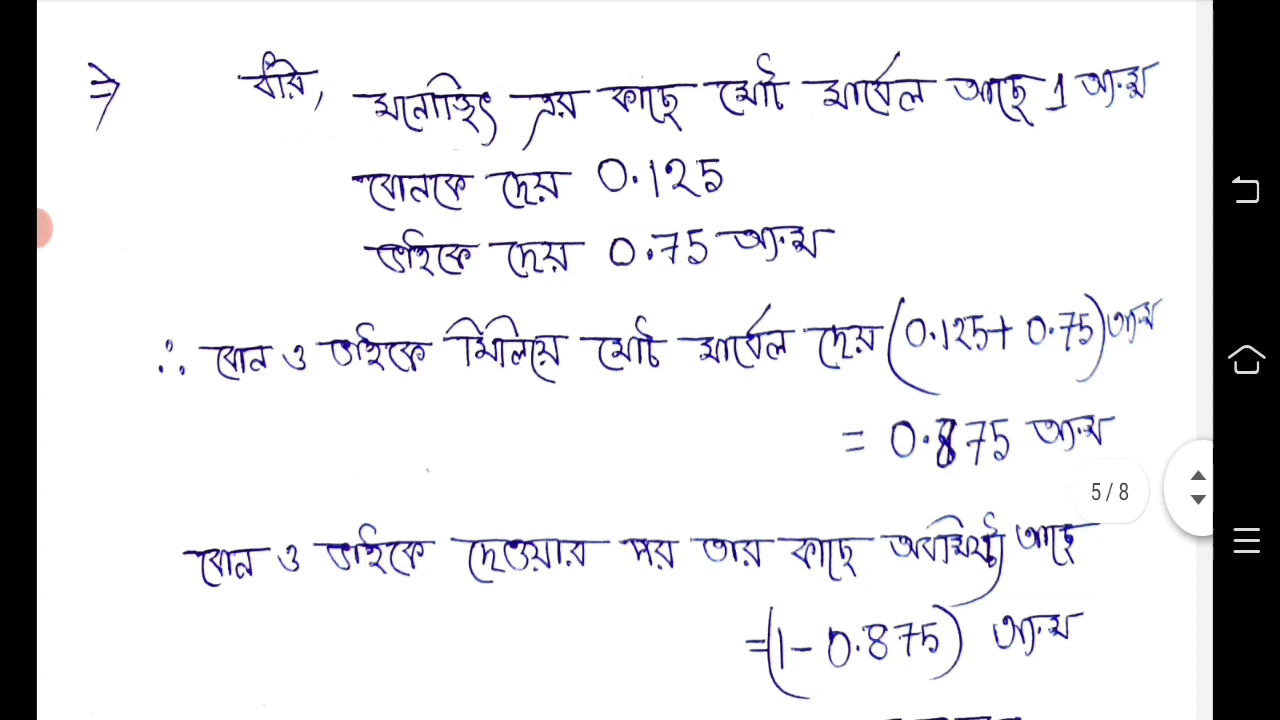 ⇒ ধরি, মনোজিৎ এর কাছে মোট মার্বেল আছে 1 অংশ
বোনকে দেয় 0.125
ভাইকে দেয় 0.75 অংশ
∴ বোন ও ভাইকে মিলিয়ে মোট মার্বেল দেয় (0.125+ 0.75) অংশ
= 0.875 অংশ
5/8
বোন ও ভাইকে দেওয়ার পর তার কাছে অবশিষ্ট আছে
=(1- 0.875) অংশ